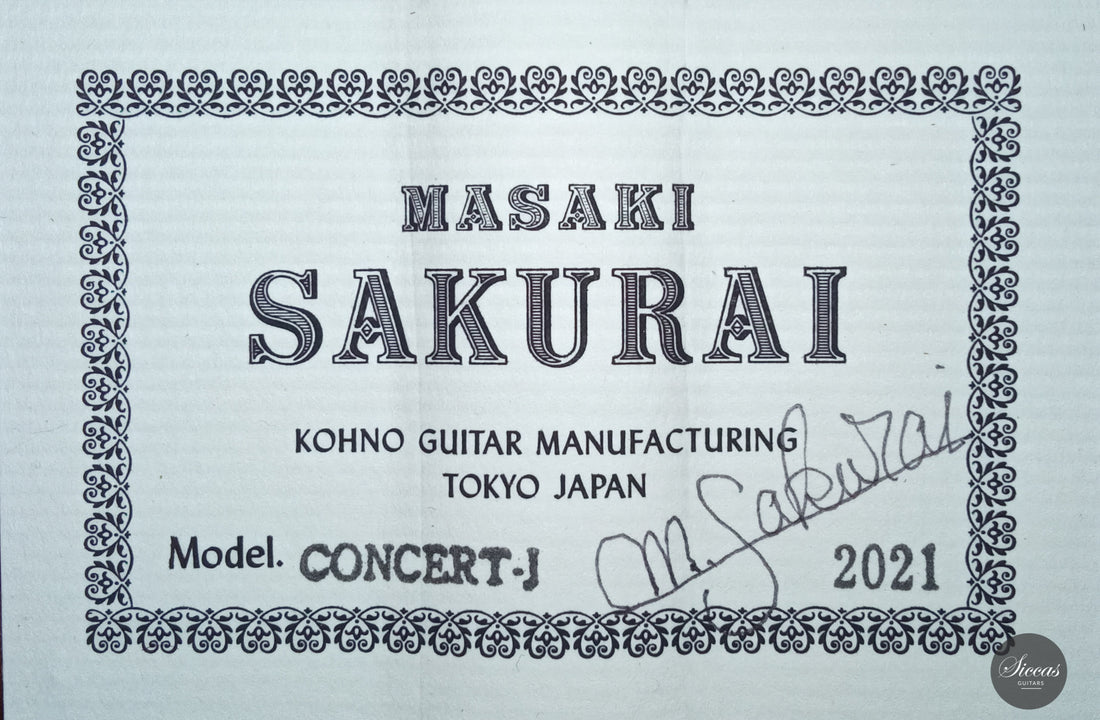 MASAKI
SAKURAI
KOHNO GUITAR MANUFACTURING
TOKYO JAPAN
M. Sakurai
Model. CONCERT-J 2021
Siccas
GUITARS